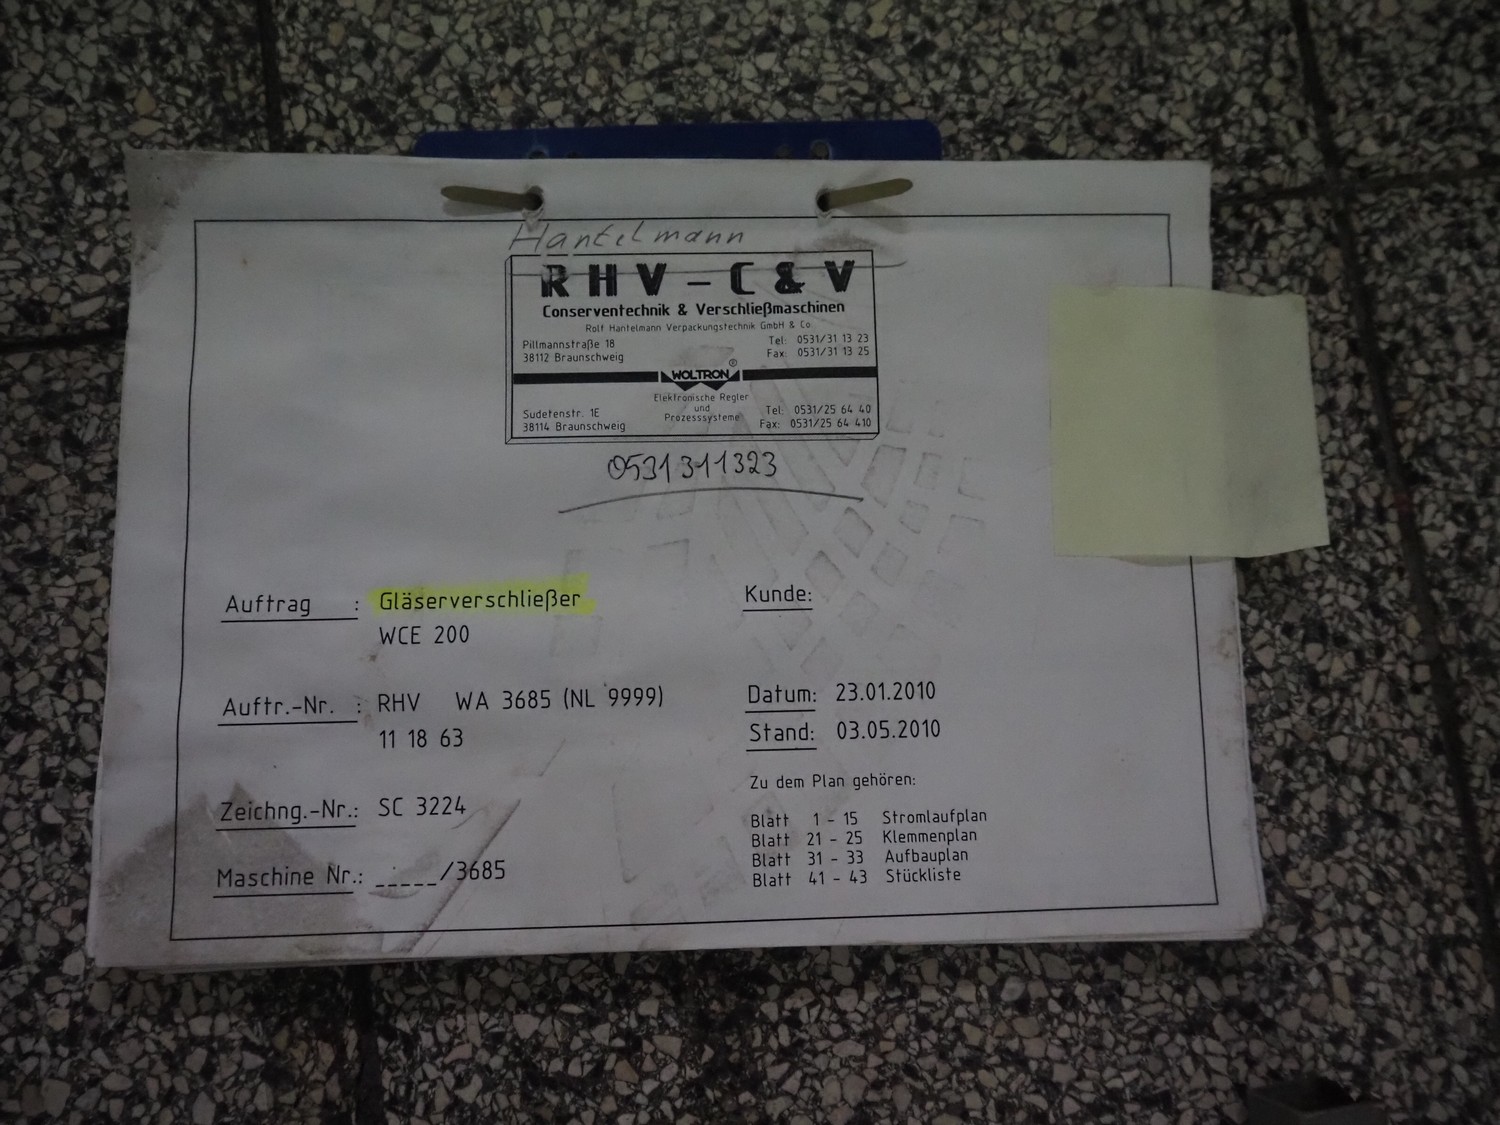 Hantelmann
RHV - C & V
Conserventechnik & Verschließmaschinen
Rolf Hantelmann Verpackungstechnik GmbH & Co
Pillmannstraße 18 Tel: 0531/31 13 23
38112 Braunschweig Fax: 0531/31 13 25
WOLTRON ®
Elektronische Regler
und
Prozesssysteme
Sudetenstr. 1E Tel: 0531/25 64 40
38114 Braunschweig Fax: 0531/25 64 410
0531311323
Auftrag : Gläserverschließer Kunde:
WCE 200
Auftr.-Nr. : RHV WA 3685 (NL 9999) Datum: 23.01.2010
11 18 63 Stand: 03.05.2010
Zu dem Plan gehören:
Zeichng.-Nr.: SC 3224
Blatt 1 - 15 Stromlaufplan
Blatt 21 - 25 Klemmenplan
Blatt 31 - 33 Aufbauplan
Blatt 41 - 43 Stückliste
Maschine Nr.: _____/3685